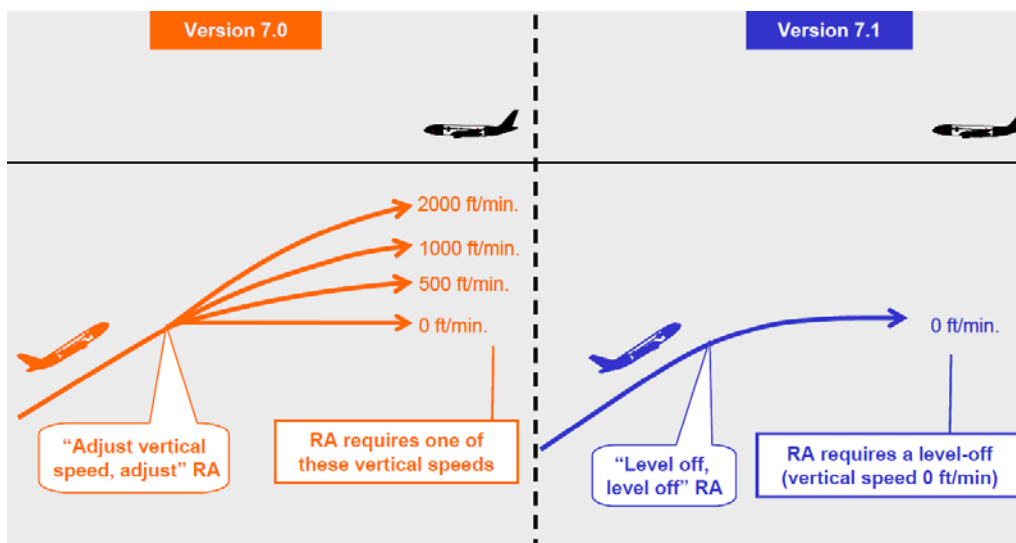 Version 7.0
2000 ft/min.
1000 ft/min.
500 ft/min.
0 ft/min.
“Adjust vertical
speed, adjust” RA
RA requires one of
these vertical speeds
Version 7.1
0 ft/min.
“Level off,
level off” RA
RA requires a level-off
(vertical speed 0 ft/min)